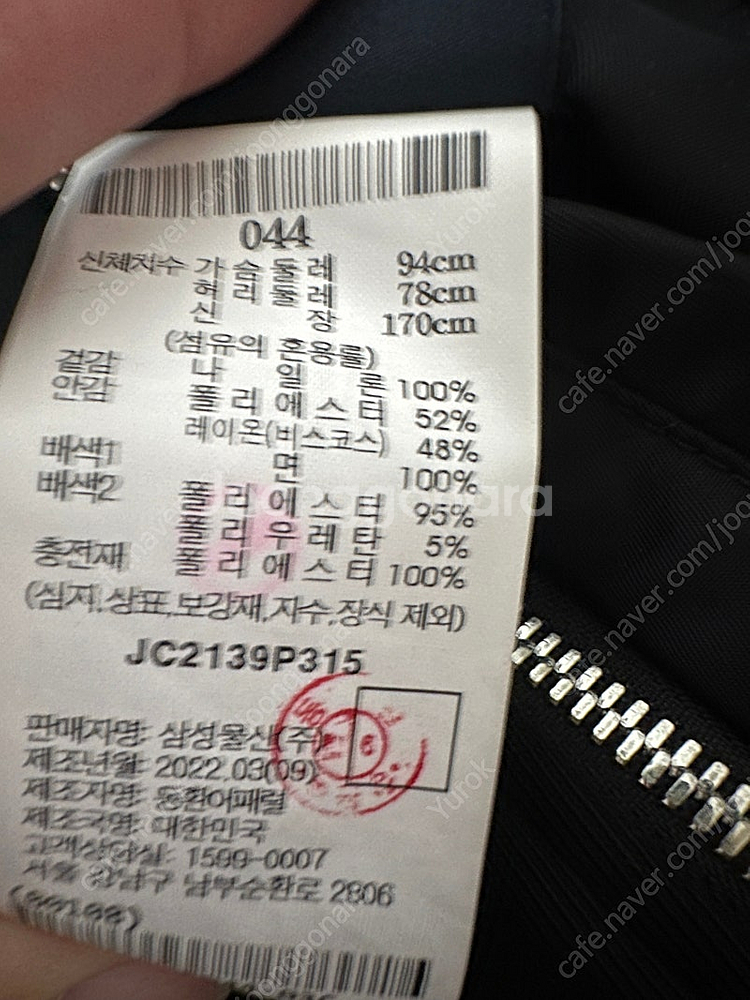 044
신체치수 가슴둘레 94cm
허리둘레 78cm
신장 170cm
(섬유의 혼용률)
겉감 나일론 100%
안감 폴리에스터 52%
레이온(비스코스) 48%
배색1 면 100%
배색2 폴리에스터 95%
폴리우레탄 5%
충전재 폴리에스터 100%
(심지,상표,보강재,자수,장식 제외)
JC2139P315
판매자명: 삼성물산(주)
제조년월: 2022.03(09)
제조자명: 동환어패럴
제조국명: 대한민국
고객상담실: 1599-0007
서울 강남구 남부순환로 2806
Joonggonara
cafe.naver.com/joonggonara
Yurok